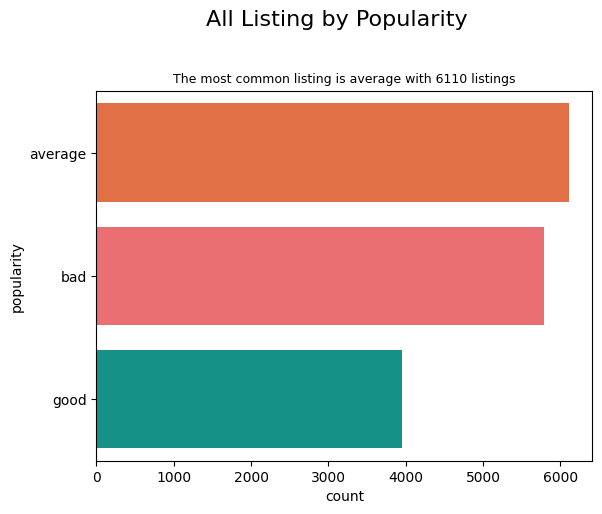 All Listing by Popularity
The most common listing is average with 6110 listings
average
bad
good
popularity
0 1000 2000 3000 4000 5000 6000
count